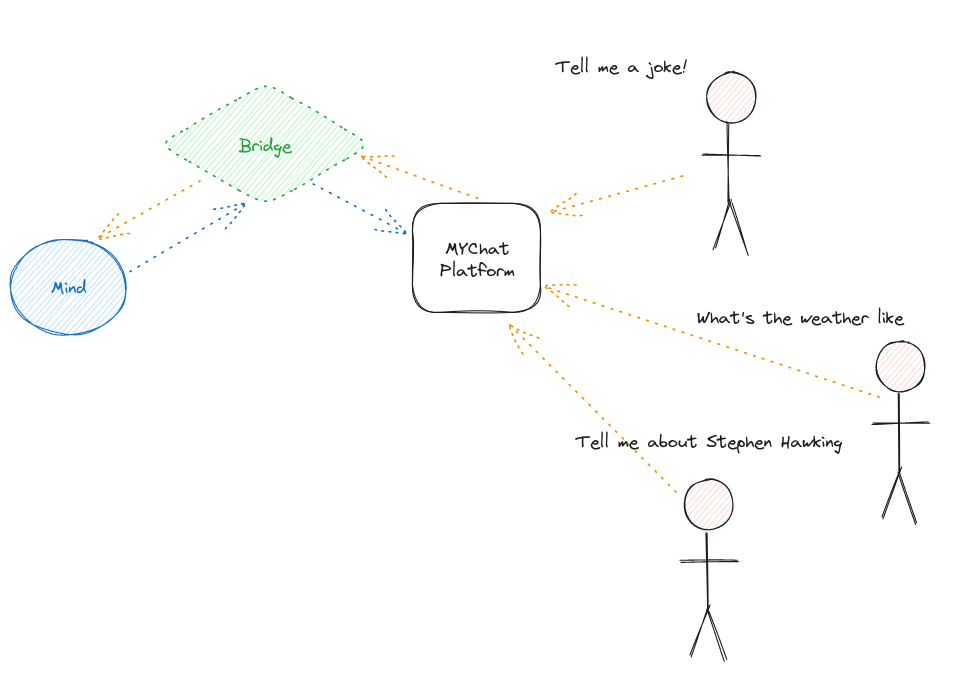 Tell me a joke!
Bridge
MYChat
Platform
Mind
What's the weather like
Tell me about Stephen Hawking